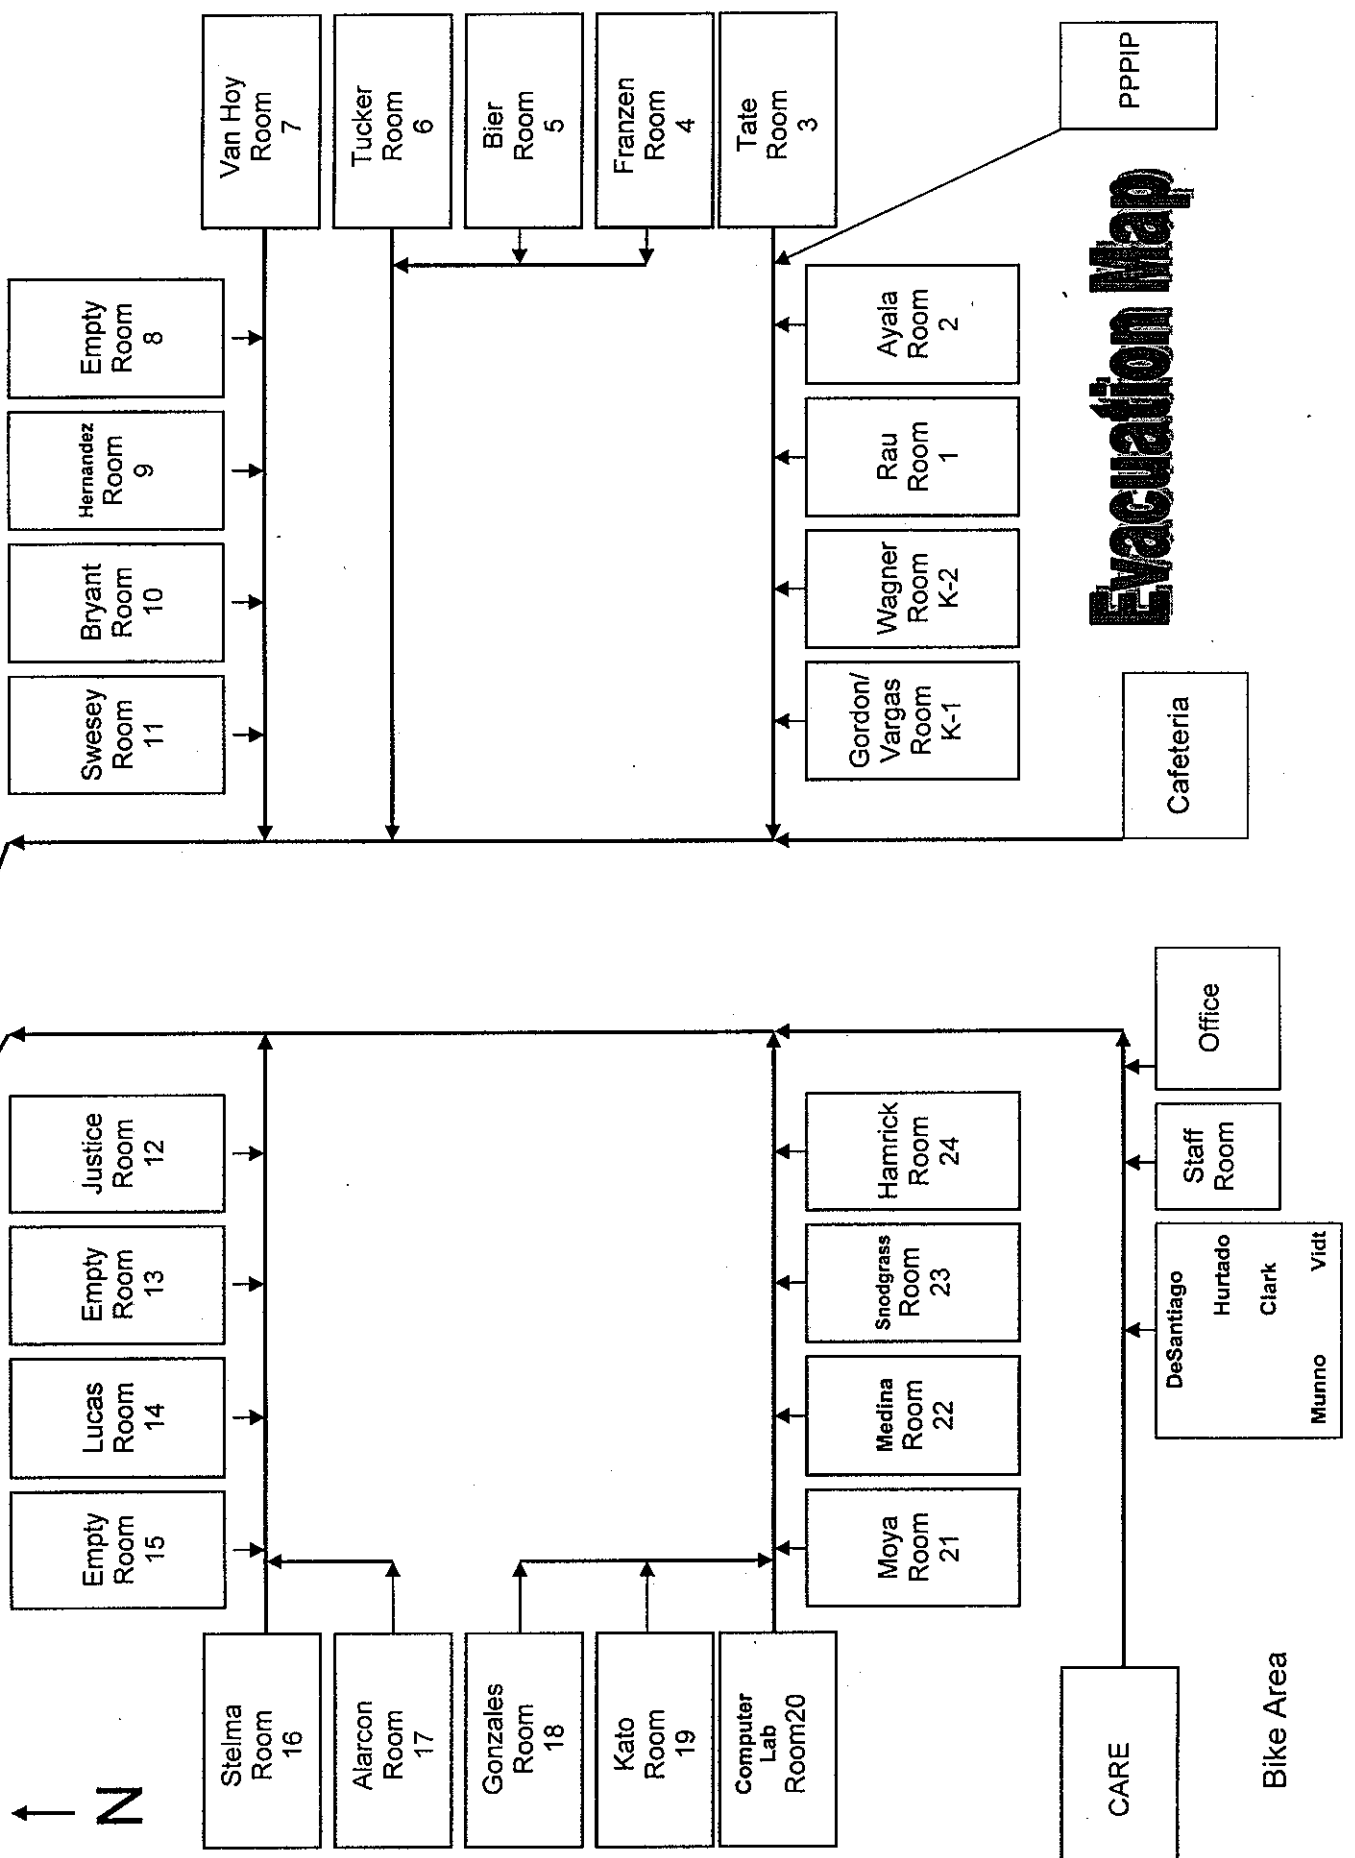 N
Stelma
Room
16
Alarcon
Room
17
Gonzales
Room
18
Kato
Room
19
Computer
Lab
Room20
CARE
Bike Area
Empty
Room
15
Lucas
Room
14
Empty
Room
13
Justice
Room
12
Moya
Room
21
Medina
Room
22
Snodgrass
Room
23
Hamrick
Room
24
DeSantiago
Hurtado
Clark
Munno Vidt
Staff
Room
Office
Swesey
Room
11
Bryant
Room
10
Hernandez
Room
9
Empty
Room
8
Van Hoy
Room
7
Tucker
Room
6
Bier
Room
5
Franzen
Room
4
Tate
Room
3
Gordon/
Vargas
Room
K-1
Wagner
Room
K-2
Rau
Room
1
Ayala
Room
2
Cafeteria
Evacuation Map
PPPIP